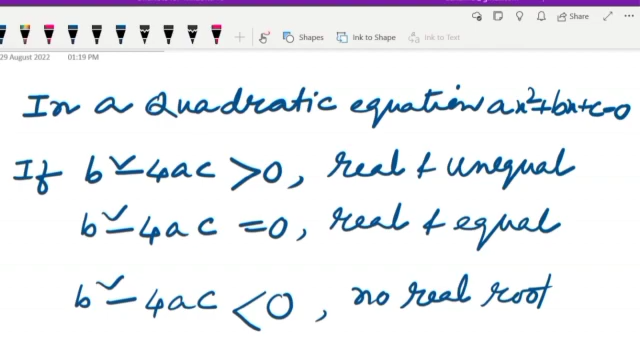 Share
Shapes
Ink to Shape
Ink to Text
29 August 2022 01:19 PM
In a Quadratic equation ax²+bx+c=0
If b²-4ac >0, real & unequal
b²-4ac =0, real & equal
b²-4ac <0, no real root